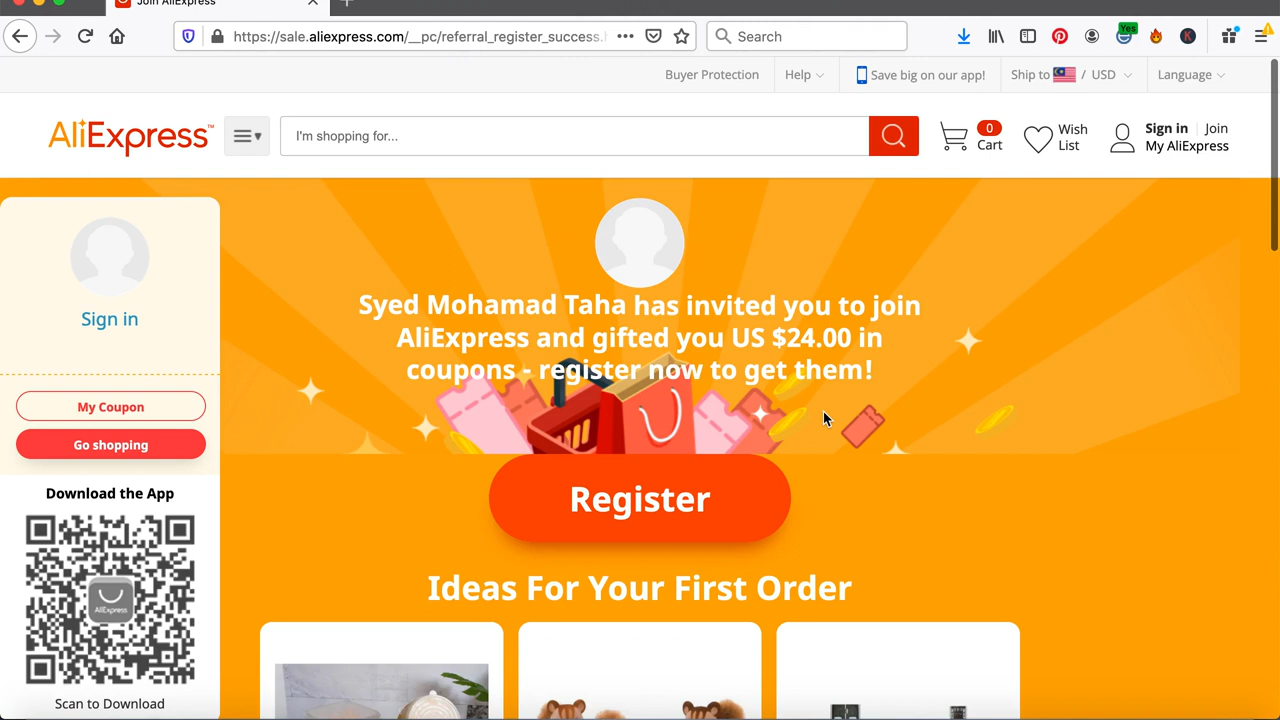 Join AliExpress
https://sale.aliexpress.com/__pc/referral_register_success.h
Search
Yes
K
Buyer Protection
Help
Save big on our app!
Ship to / USD
Language
AliExpress™
I'm shopping for...
0
Cart
Wish
List
Sign in | Join
My AliExpress
Sign in
My Coupon
Go shopping
Download the App
AliExpress
Scan to Download
Syed Mohamad Taha has invited you to join
AliExpress and gifted you US $24.00 in
coupons - register now to get them!
Register
Ideas For Your First Order